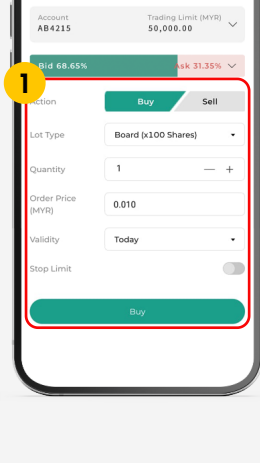 Account
Trading Limit (MYR)
AB4215
50,000.00
Bid 68.65%
Ask 31.35%
1
Action
Buy
Sell
Lot Type
Board (x100 Shares)
Quantity
1
Order Price
(MYR)
0.010
Validity
Today
Stop Limit
Buy